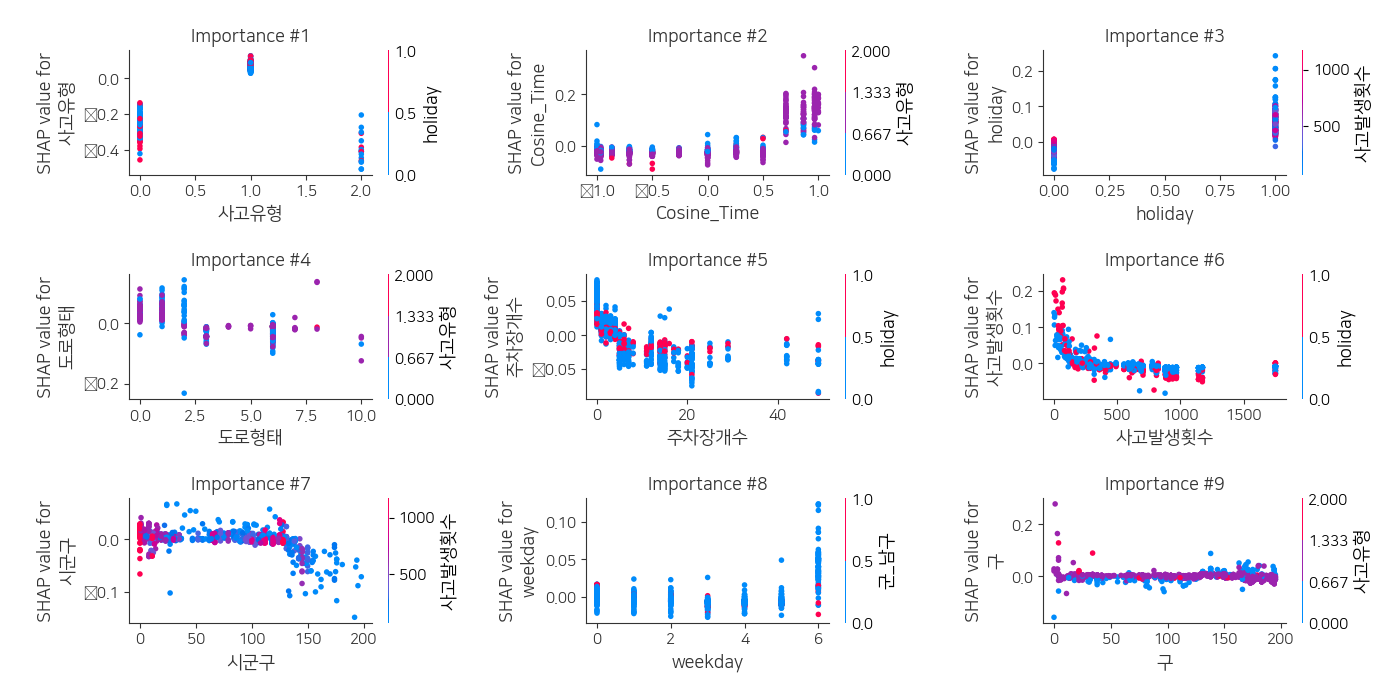 Importance #1
SHAP value for
사고유형
0.0
0.2
0.4
0.0 0.5 1.0 1.5 2.0
사고유형
1.0
0.5
0.0
holiday
Importance #2
SHAP value for
Cosine_Time
0.2
0.0
1.0 0.5 0.0 0.5 1.0
Cosine_Time
2.000
1.333
0.667
0.000
사고유형
Importance #3
SHAP value for
holiday
0.2
0.1
0.0
0.00 0.25 0.50 0.75 1.00
holiday
1000
500
사고발생횟수
Importance #4
SHAP value for
도로형태
0.0
0.2
0.0 2.5 5.0 7.5 10.0
도로형태
2.000
1.333
0.667
0.000
사고유형
Importance #5
SHAP value for
주차장개수
0.05
0.00
0.05
0 20 40
주차장개수
1.0
0.5
0.0
holiday
Importance #6
SHAP value for
사고발생횟수
0.2
0.1
0.0
0 500 1000 1500
사고발생횟수
1.0
0.5
0.0
holiday
Importance #7
SHAP value for
시군구
0.0
0.1
0 50 100 150 200
시군구
1000
500
사고발생횟수
Importance #8
SHAP value for
weekday
0.10
0.05
0.00
0 2 4 6
weekday
1.0
0.5
0.0
군_남구
Importance #9
SHAP value for
구
0.2
0.0
0 50 100 150 200
구
2.000
1.333
0.667
0.000
사고유형